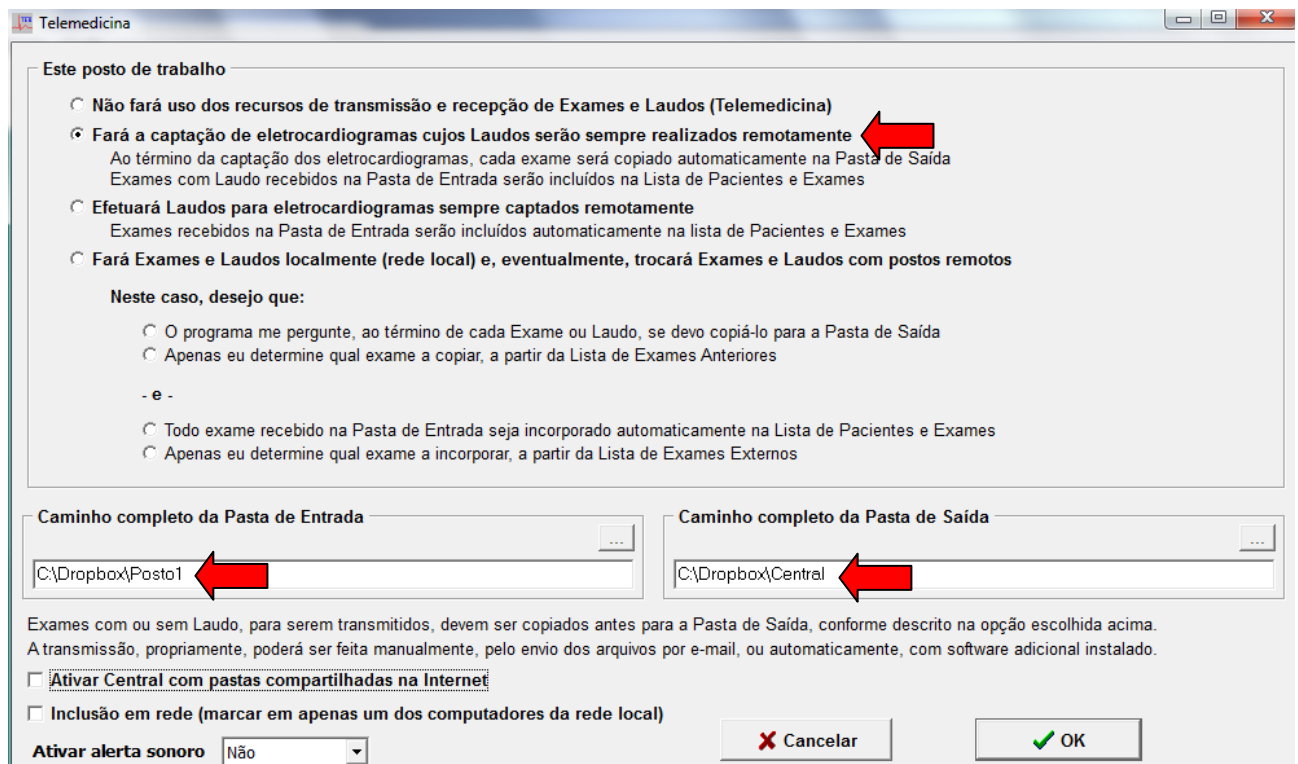 Telemedicina
Este posto de trabalho
Não fará uso dos recursos de transmissão e recepção de Exames e Laudos (Telemedicina)
Fará a captação de eletrocardiogramas cujos Laudos serão sempre realizados remotamente
Ao término da captação dos eletrocardiogramas, cada exame será copiado automaticamente na Pasta de Saída
Exames com Laudo recebidos na Pasta de Entrada serão incluídos na Lista de Pacientes e Exames
Efetuará Laudos para eletrocardiogramas sempre captados remotamente
Exames recebidos na Pasta de Entrada serão incluídos automaticamente na lista de Pacientes e Exames
Fará Exames e Laudos localmente (rede local) e, eventualmente, trocará Exames e Laudos com postos remotos
Neste caso, desejo que:
O programa me pergunte, ao término de cada Exame ou Laudo, se devo copiá-lo para a Pasta de Saída
Apenas eu determine qual exame a copiar, a partir da Lista de Exames Anteriores
- e -
Todo exame recebido na Pasta de Entrada seja incorporado automaticamente na Lista de Pacientes e Exames
Apenas eu determine qual exame a incorporar, a partir da Lista de Exames Externos
Caminho completo da Pasta de Entrada
...
C:\Dropbox\Posto1
Caminho completo da Pasta de Saída
...
C:\Dropbox\Central
Exames com ou sem Laudo, para serem transmitidos, devem ser copiados antes para a Pasta de Saída, conforme descrito na opção escolhida acima.
A transmissão, propriamente, poderá ser feita manualmente, pelo envio dos arquivos por e-mail, ou automaticamente, com software adicional instalado.
Ativar Central com pastas compartilhadas na Internet
Inclusão em rede (marcar em apenas um dos computadores da rede local)
Ativar alerta sonoro Não
Cancelar
OK